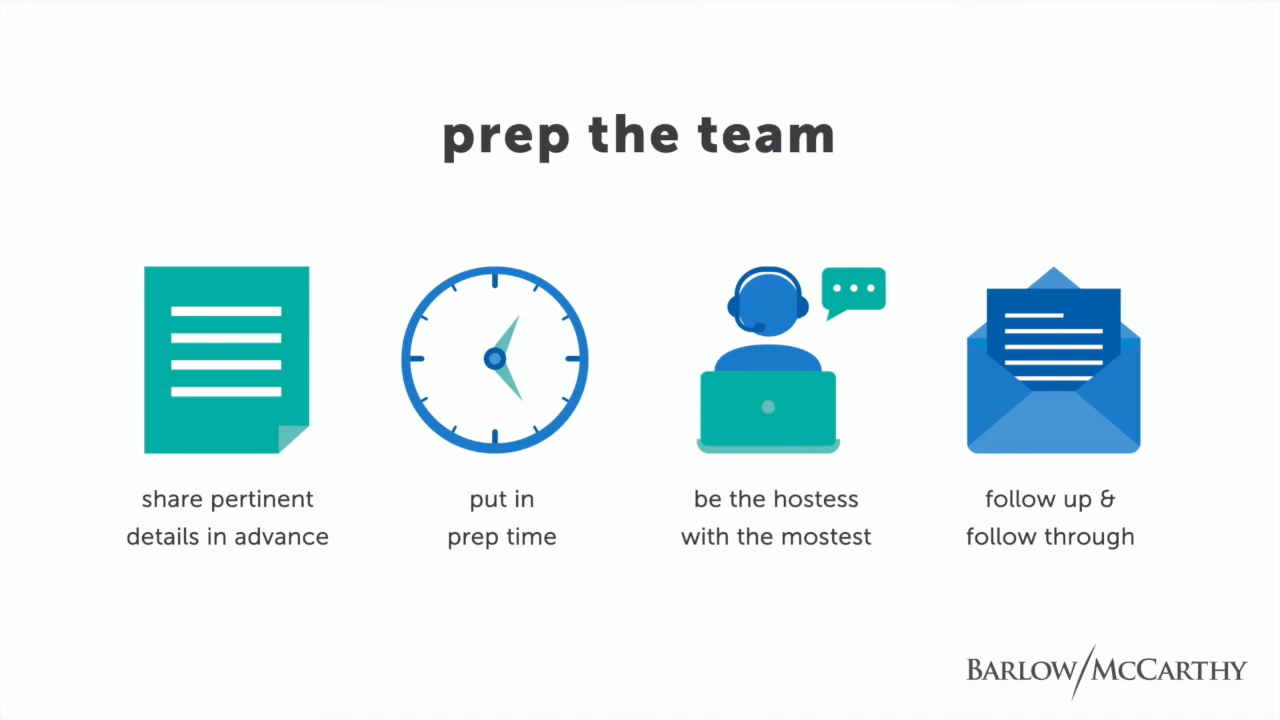 prep the team
share pertinent
details in advance
put in
prep time
be the hostess
with the mostest
follow up &
follow through
BARLOW/MCCARTHY